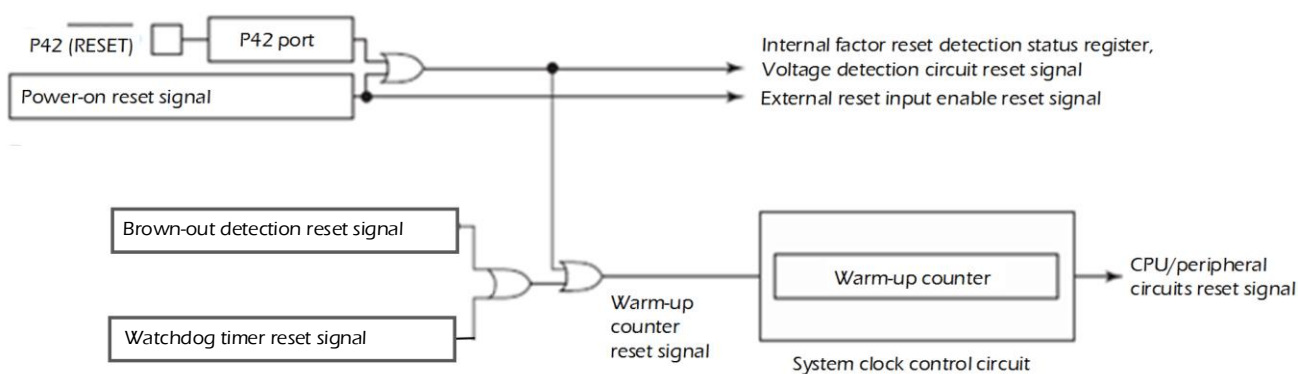 P42 (RESET)
P42 port
Power-on reset signal
Internal factor reset detection status register,
Voltage detection circuit reset signal
External reset input enable reset signal
Brown-out detection reset signal
Watchdog timer reset signal
Warm-up
counter
reset signal
Warm-up counter
System clock control circuit
CPU/peripheral
circuits reset signal